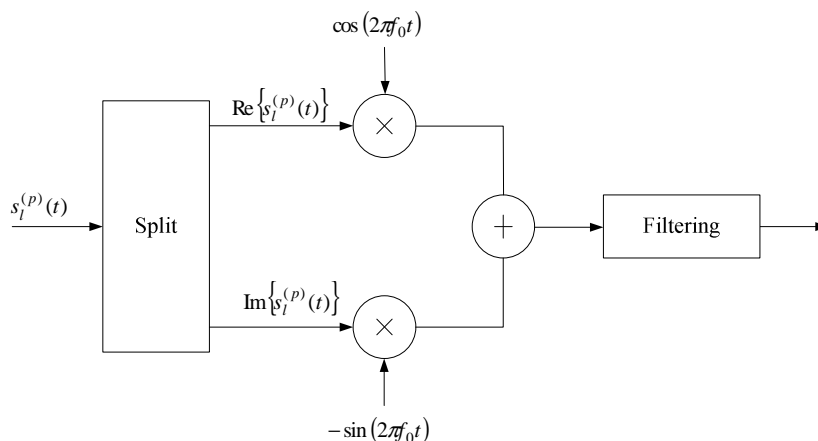 cos(2πf₀t)
Re{s_l^(p)(t)}
×
s_l^(p)(t)
Split
+
Filtering
Im{s_l^(p)(t)}
×
−sin(2πf₀t)